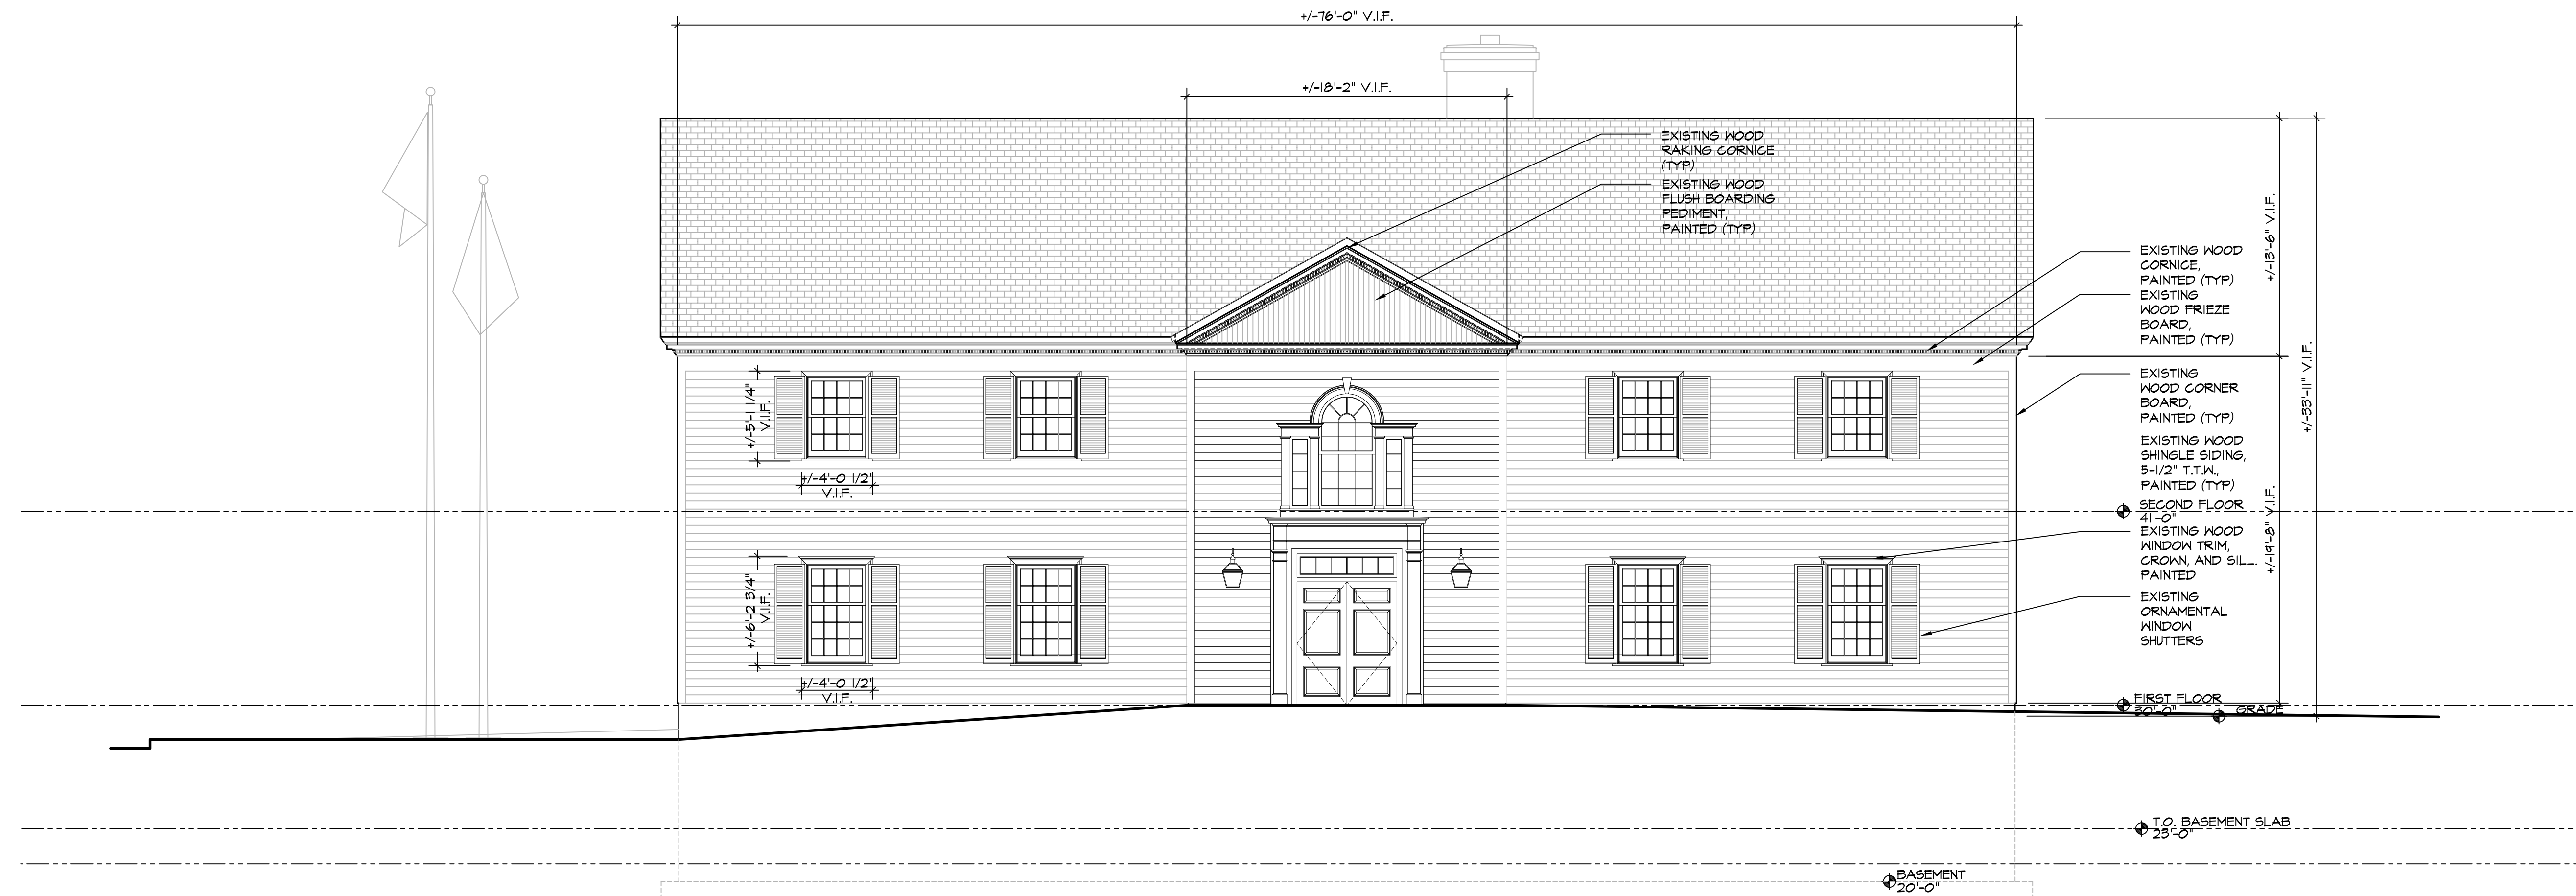 +/-76'-0" V.I.F.
+/-18'-2" V.I.F.
EXISTING WOOD
RAKING CORNICE
(TYP)
EXISTING WOOD
FLUSH BOARDING
PEDIMENT,
PAINTED (TYP)
+/-13'-6" V.I.F.
EXISTING WOOD
CORNICE,
PAINTED (TYP)
EXISTING
WOOD FRIEZE
BOARD,
PAINTED (TYP)
+/-33'-11" V.I.F.
EXISTING
WOOD CORNER
BOARD,
PAINTED (TYP)
+/-5'-1 1/4"
V.I.F.
EXISTING WOOD
SHINGLE SIDING,
5-1/2" T.T.W.,
PAINTED (TYP)
+/-4'-0 1/2"
V.I.F.
SECOND FLOOR
41'-0"
+/-19'-8" V.I.F.
EXISTING WOOD
WINDOW TRIM,
CROWN, AND SILL.
PAINTED
+/-6'-2 3/4"
V.I.F.
EXISTING
ORNAMENTAL
WINDOW
SHUTTERS
+/-4'-0 1/2"
V.I.F.
FIRST FLOOR
30'-0"
GRADE
T.O. BASEMENT SLAB
23'-0"
BASEMENT
20'-0"